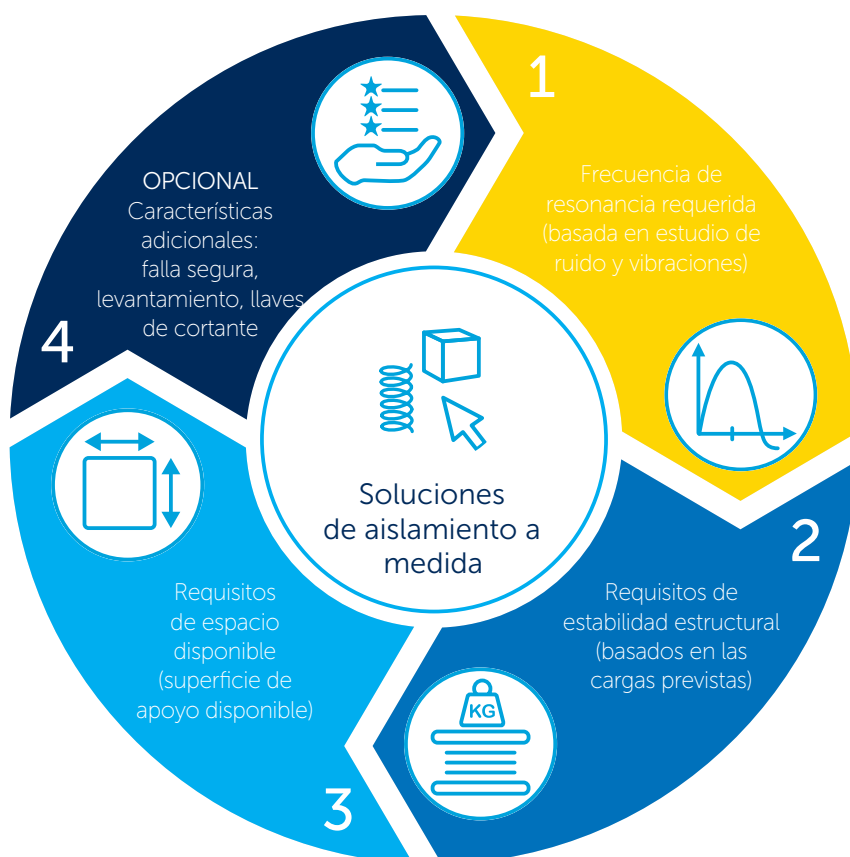 1
Frecuencia de
resonancia requerida
(basada en estudio de
ruido y vibraciones)
2
Requisitos de
estabilidad estructural
(basados en las
cargas previstas)
KG
3
Requisitos
de espacio
disponible
(superficie de
apoyo disponible)
4
OPCIONAL
Características
adicionales:
falla segura,
levantamiento, llaves
de cortante
Soluciones
de aislamiento a
medida